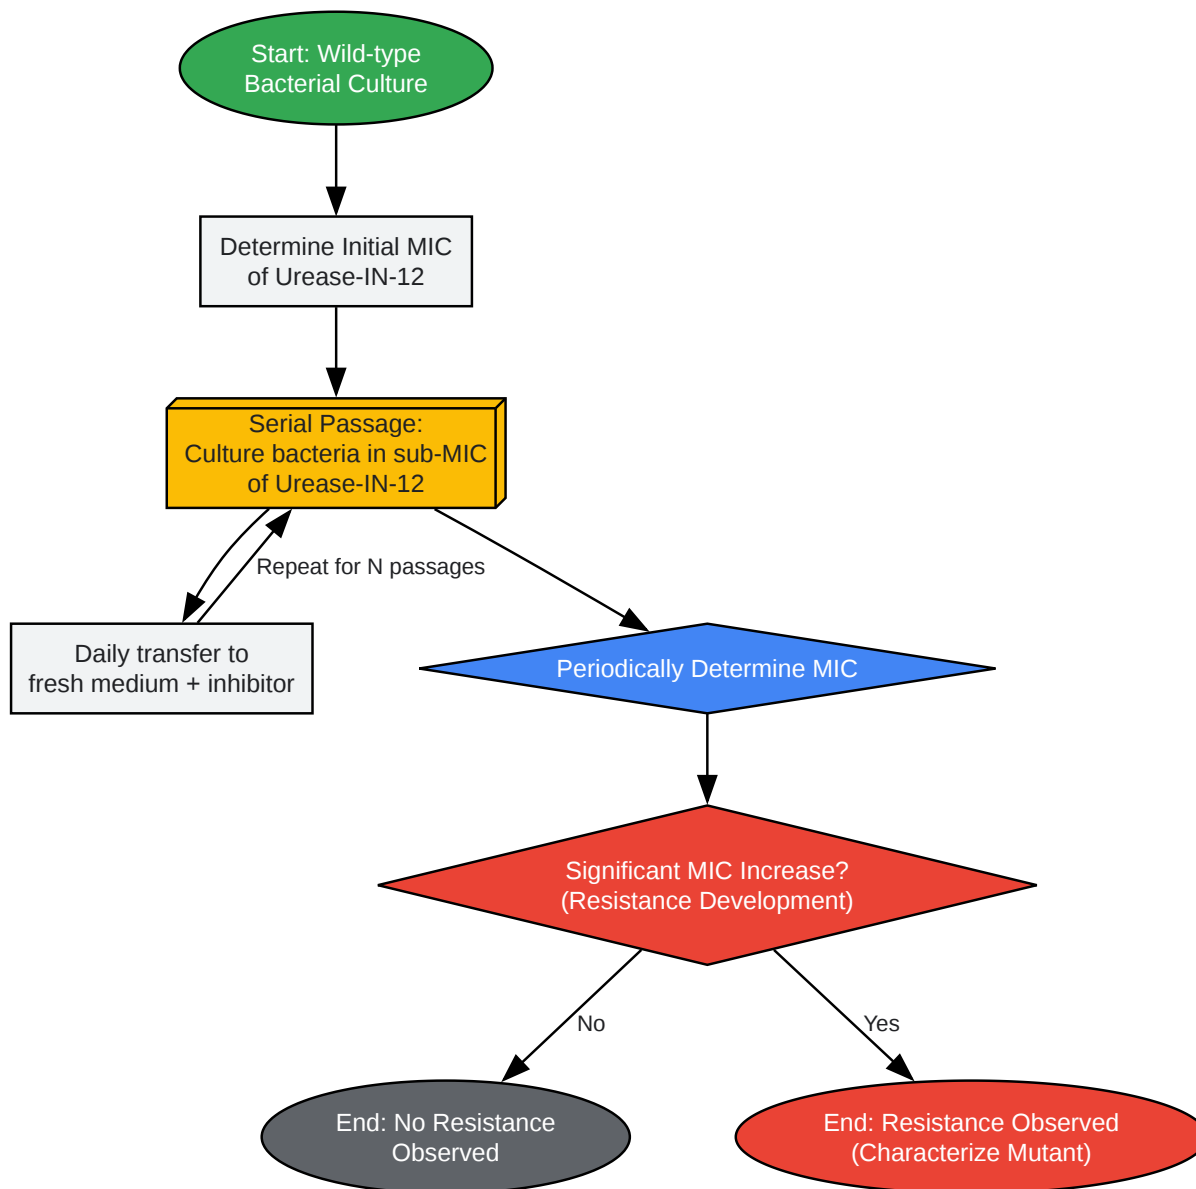 Start: Wild-type
Bacterial Culture
Determine Initial MIC
of Urease-IN-12
Serial Passage:
Culture bacteria in sub-MIC
of Urease-IN-12
Repeat for N passages
Daily transfer to
fresh medium + inhibitor
Periodically Determine MIC
Significant MIC Increase?
(Resistance Development)
No
Yes
End: No Resistance
Observed
End: Resistance Observed
(Characterize Mutant)